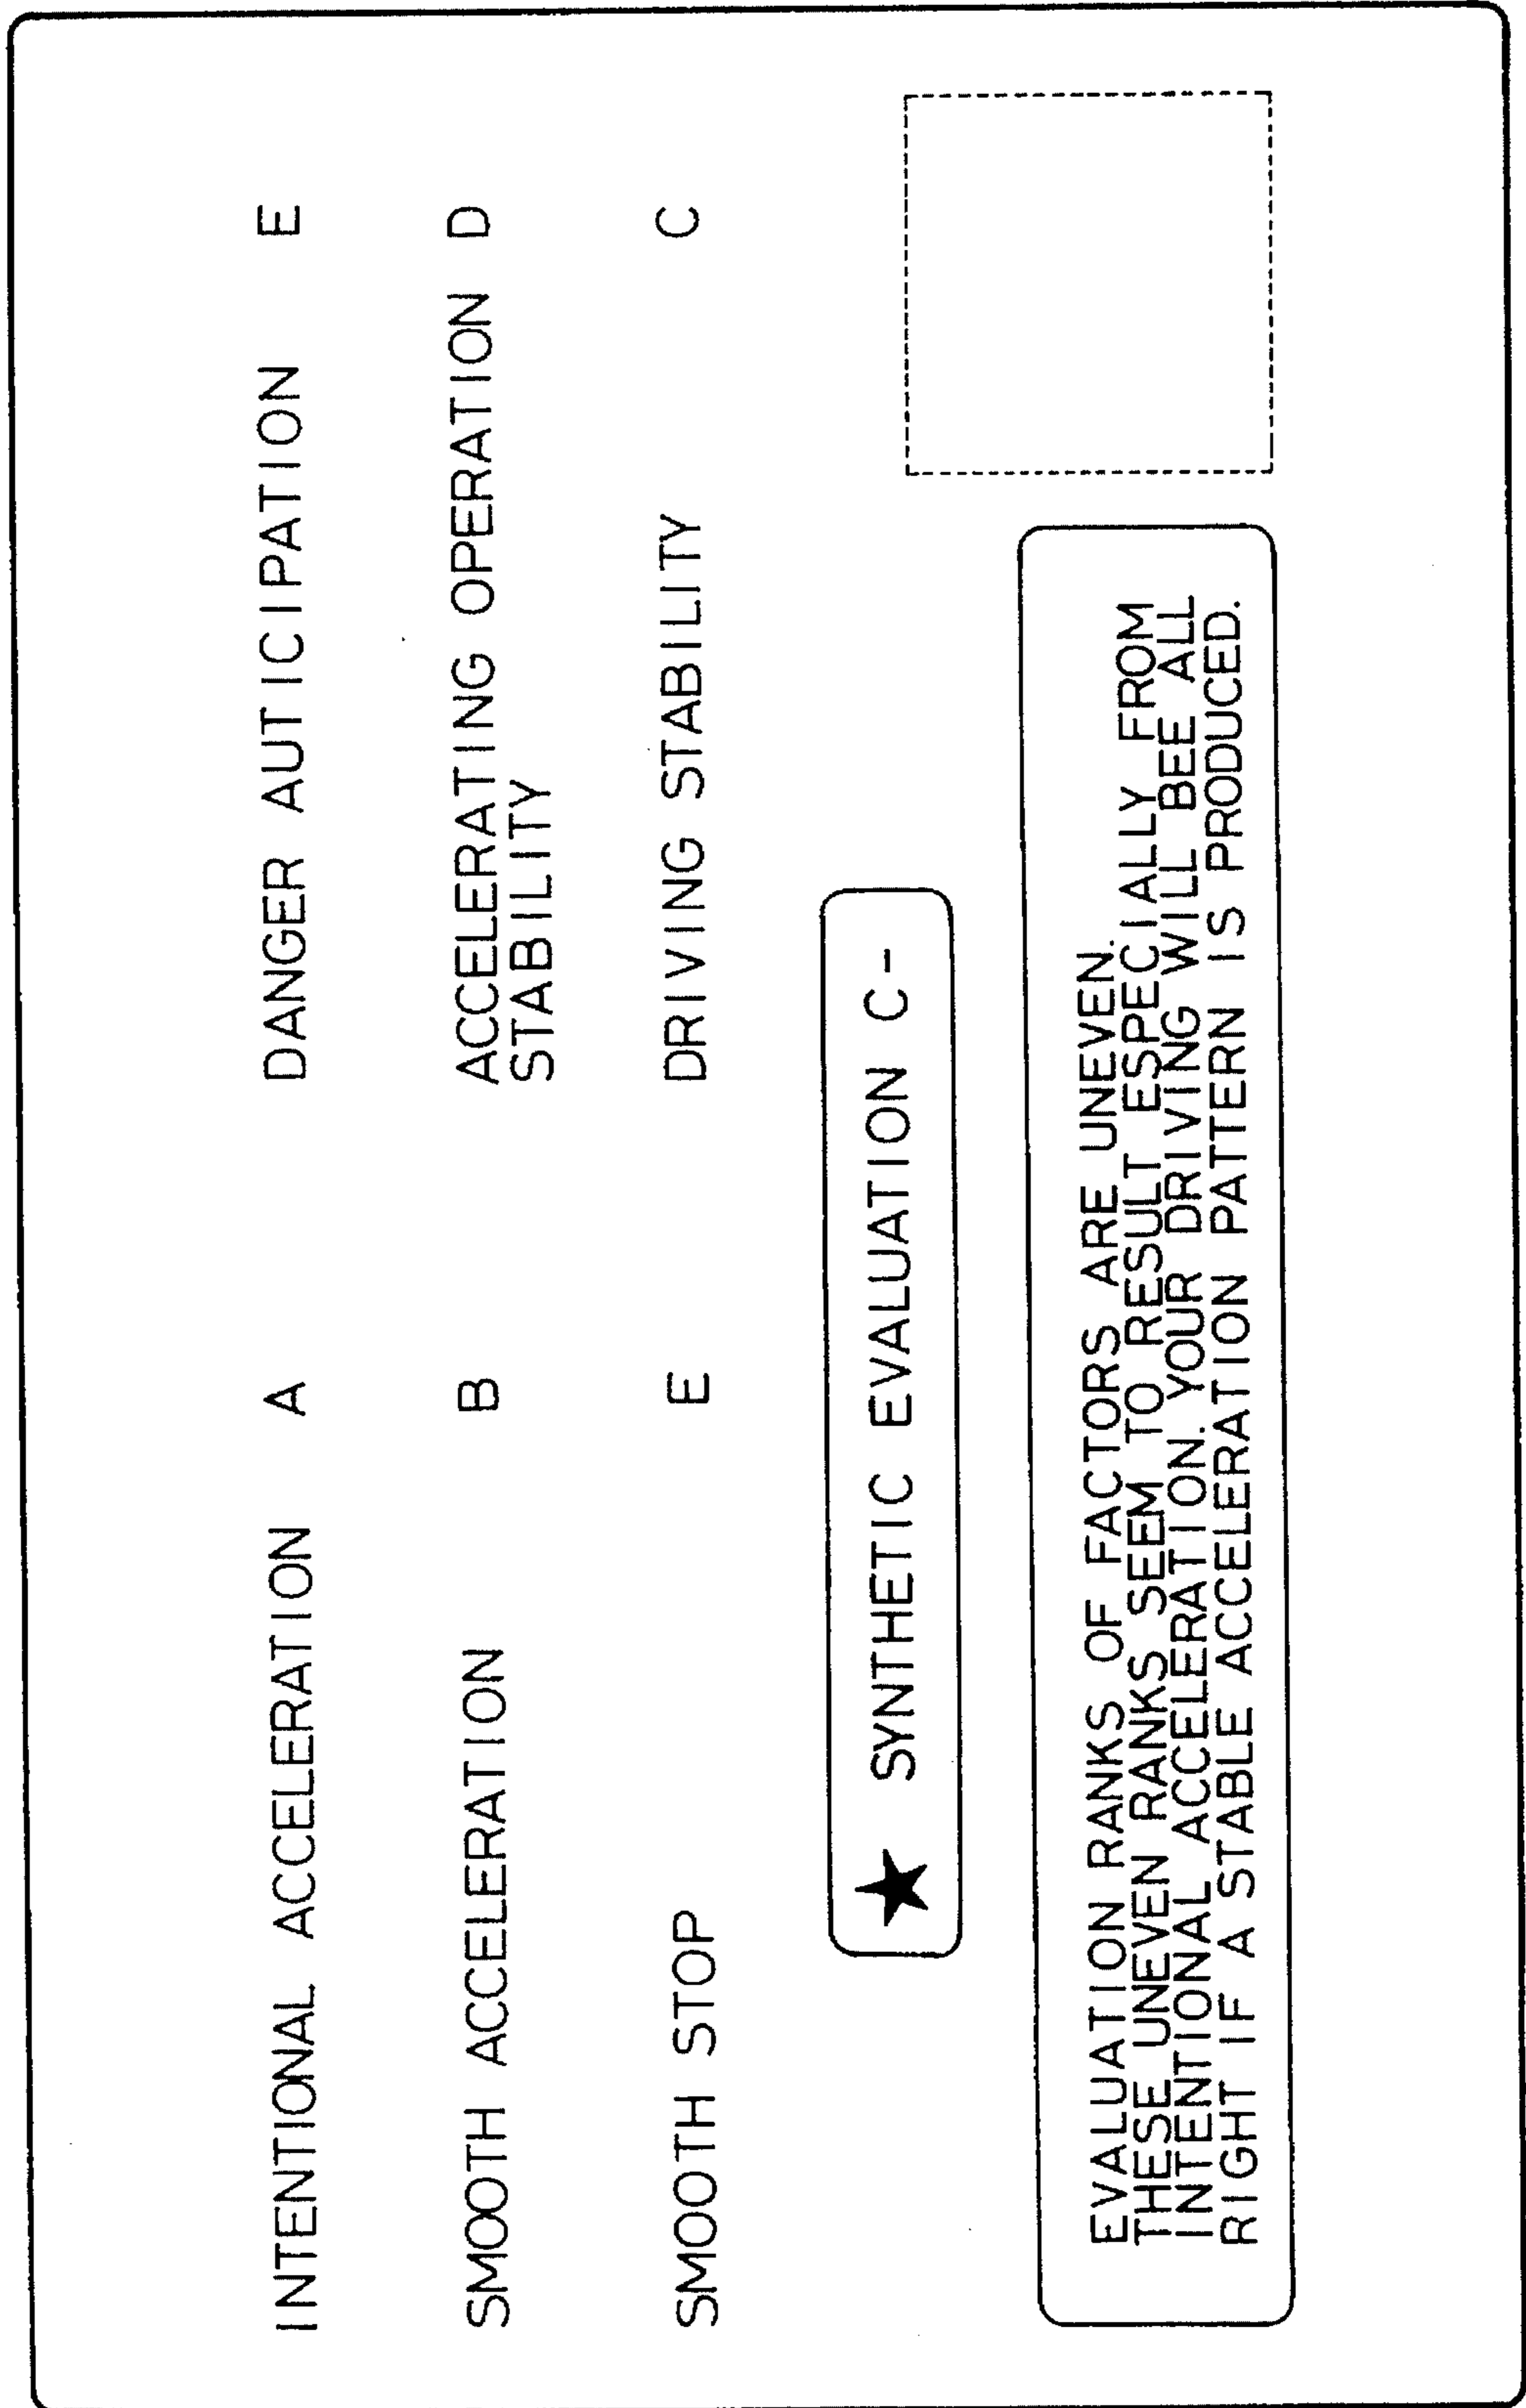 INTENTIONAL ACCELERATION A DANGER AUTICIPATION E
SMOOTH ACCELERATION B ACCELERATING OPERATION D
STABILITY
SMOOTH STOP E DRIVING STABILITY C
★ SYNTHETIC EVALUATION C-
EVALUATION RANKS OF FACTORS ARE UNEVEN.
THESE UNEVEN RANKS SEEM TO RESULT ESPECIALLY FROM
INTENTIONAL ACCELERATION. YOUR DRIVING WILL BEE ALL
RIGHT IF A STABLE ACCELERATION PATTERN IS PRODUCED.